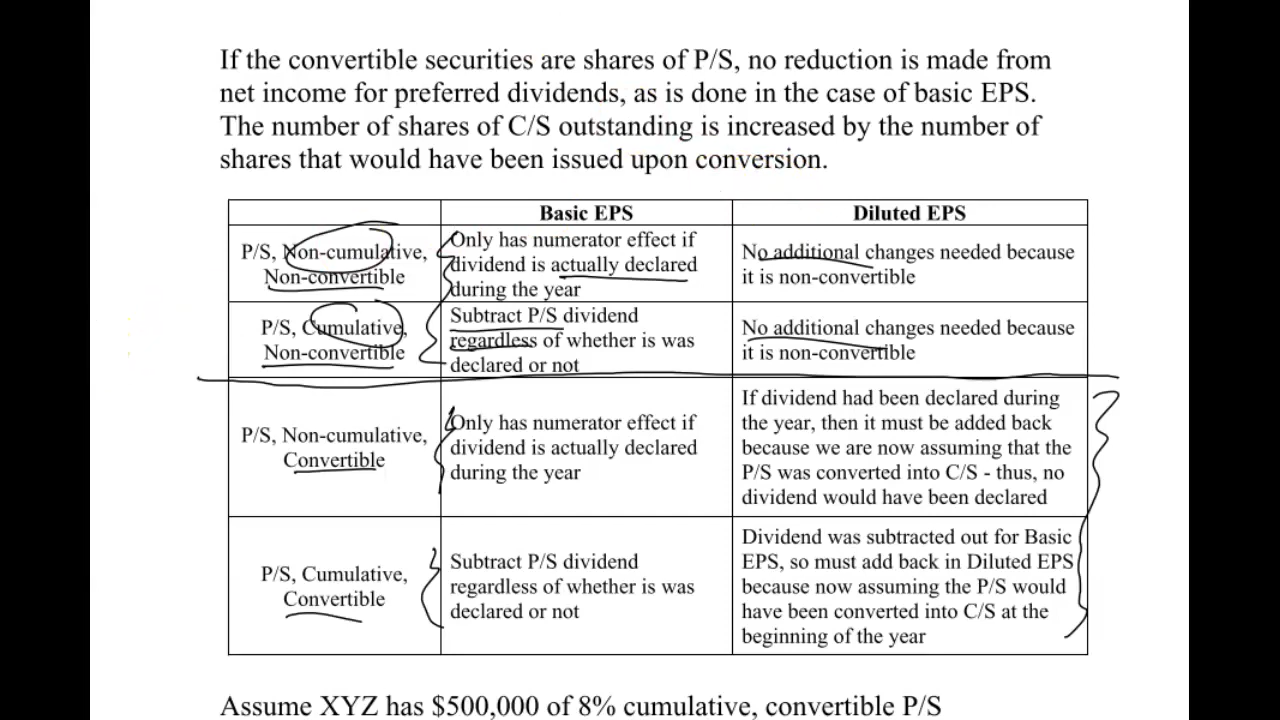 If the convertible securities are shares of P/S, no reduction is made from
net income for preferred dividends, as is done in the case of basic EPS.
The number of shares of C/S outstanding is increased by the number of
shares that would have been issued upon conversion.
Basic EPS
Diluted EPS
P/S, Non-cumulative,
Non-convertible
Only has numerator effect if
dividend is actually declared
during the year
No additional changes needed because
it is non-convertible
P/S, Cumulative,
Non-convertible
Subtract P/S dividend
regardless of whether is was
declared or not
No additional changes needed because
it is non-convertible
P/S, Non-cumulative,
Convertible
Only has numerator effect if
dividend is actually declared
during the year
If dividend had been declared during
the year, then it must be added back
because we are now assuming that the
P/S was converted into C/S - thus, no
dividend would have been declared
P/S, Cumulative,
Convertible
Subtract P/S dividend
regardless of whether is was
declared or not
Dividend was subtracted out for Basic
EPS, so must add back in Diluted EPS
because now assuming the P/S would
have been converted into C/S at the
beginning of the year
Assume XYZ has $500,000 of 8% cumulative, convertible P/S